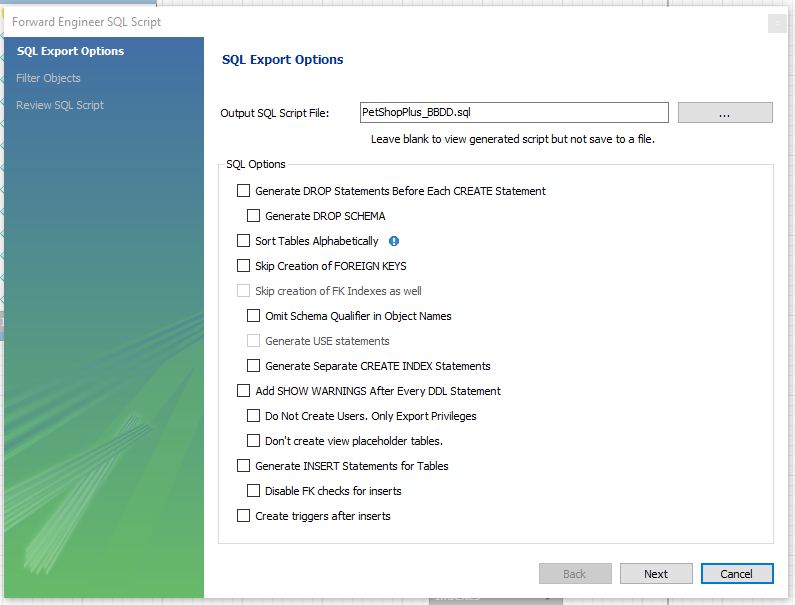 Forward Engineer SQL Script
SQL Export Options
Filter Objects
Review SQL Script
SQL Export Options
Output SQL Script File: PetShopPlus_BBDD.sql ...
Leave blank to view generated script but not save to a file.
SQL Options
Generate DROP Statements Before Each CREATE Statement
Generate DROP SCHEMA
Sort Tables Alphabetically
Skip Creation of FOREIGN KEYS
Skip creation of FK Indexes as well
Omit Schema Qualifier in Object Names
Generate USE statements
Generate Separate CREATE INDEX Statements
Add SHOW WARNINGS After Every DDL Statement
Do Not Create Users. Only Export Privileges
Don't create view placeholder tables.
Generate INSERT Statements for Tables
Disable FK checks for inserts
Create triggers after inserts
Back Next Cancel